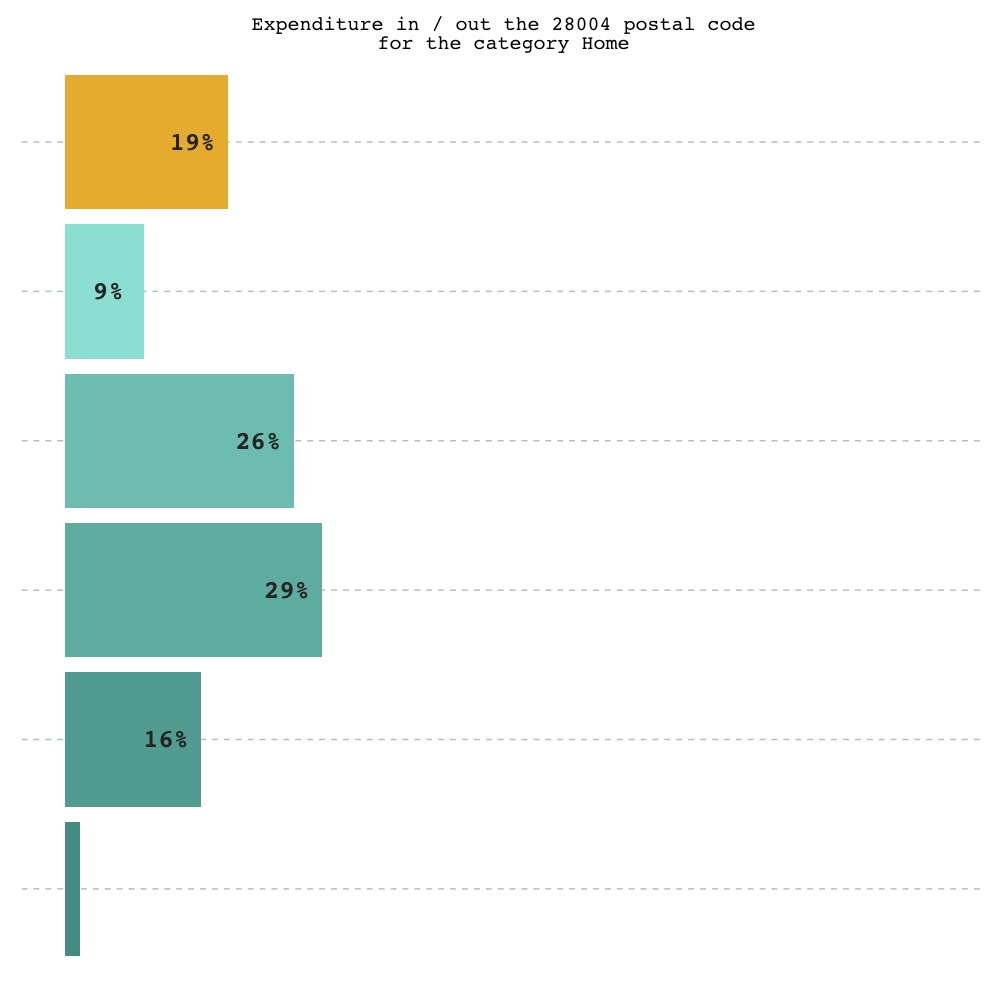 Expenditure in / out the 28004 postal code
for the category Home
19%
9%
26%
29%
16%